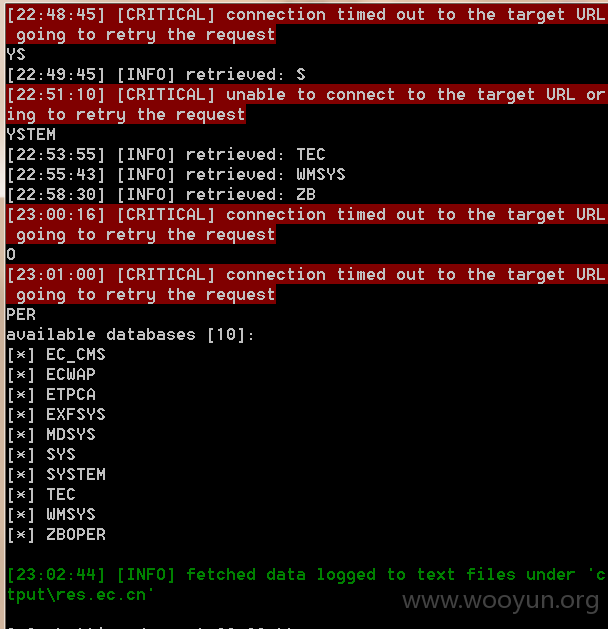 [22:48:45] [CRITICAL] connection timed out to the target URL
going to retry the request
YS
[22:49:45] [INFO] retrieved: S
[22:51:10] [CRITICAL] unable to connect to the target URL or
ing to retry the request
YSTEM
[22:53:55] [INFO] retrieved: TEC
[22:55:43] [INFO] retrieved: WMSYS
[22:58:30] [INFO] retrieved: ZB
[23:00:16] [CRITICAL] connection timed out to the target URL
going to retry the request
O
[23:01:00] [CRITICAL] connection timed out to the target URL
going to retry the request
PER
available databases [10]:
[*] EC_CMS
[*] ECWAP
[*] ETPCA
[*] EXFSYS
[*] MDSYS
[*] SYS
[*] SYSTEM
[*] TEC
[*] WMSYS
[*] ZBOPER
[23:02:44] [INFO] fetched data logged to text files under 'c
tput\res.ec.cn'
www.wooyun.org